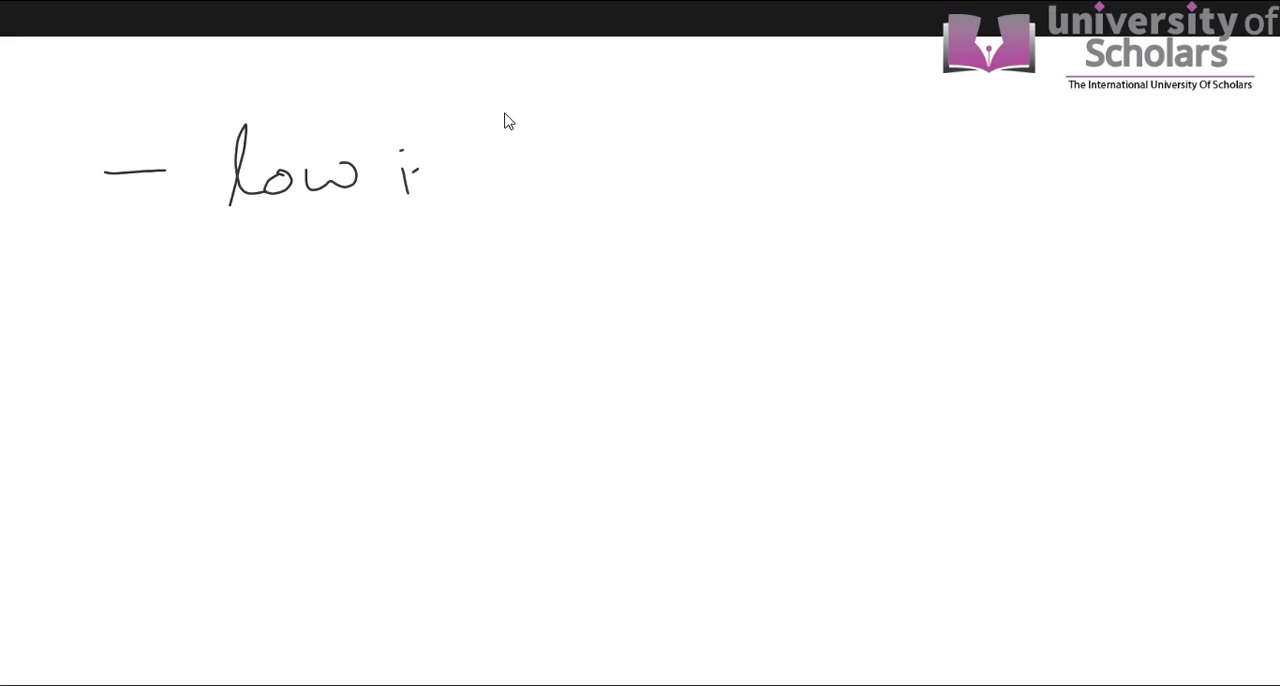 university of
Scholars
The International University Of Scholars
— low i